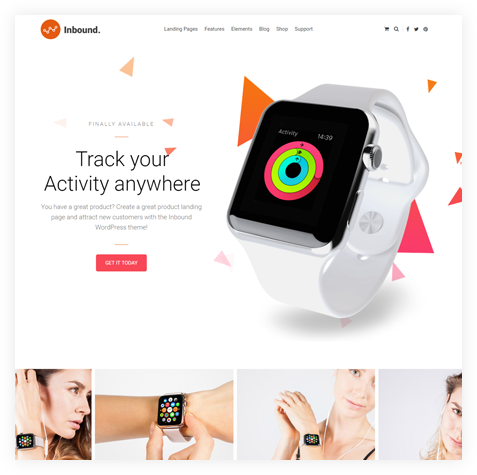 Inbound.
Landing Pages Features Elements Blog Shop Support
FINALLY AVAILABLE
Track your
Activity anywhere
You have a great product? Create a great product landing
page and attract new customers with the Inbound
WordPress theme!
GET IT TODAY
Activity 14:39